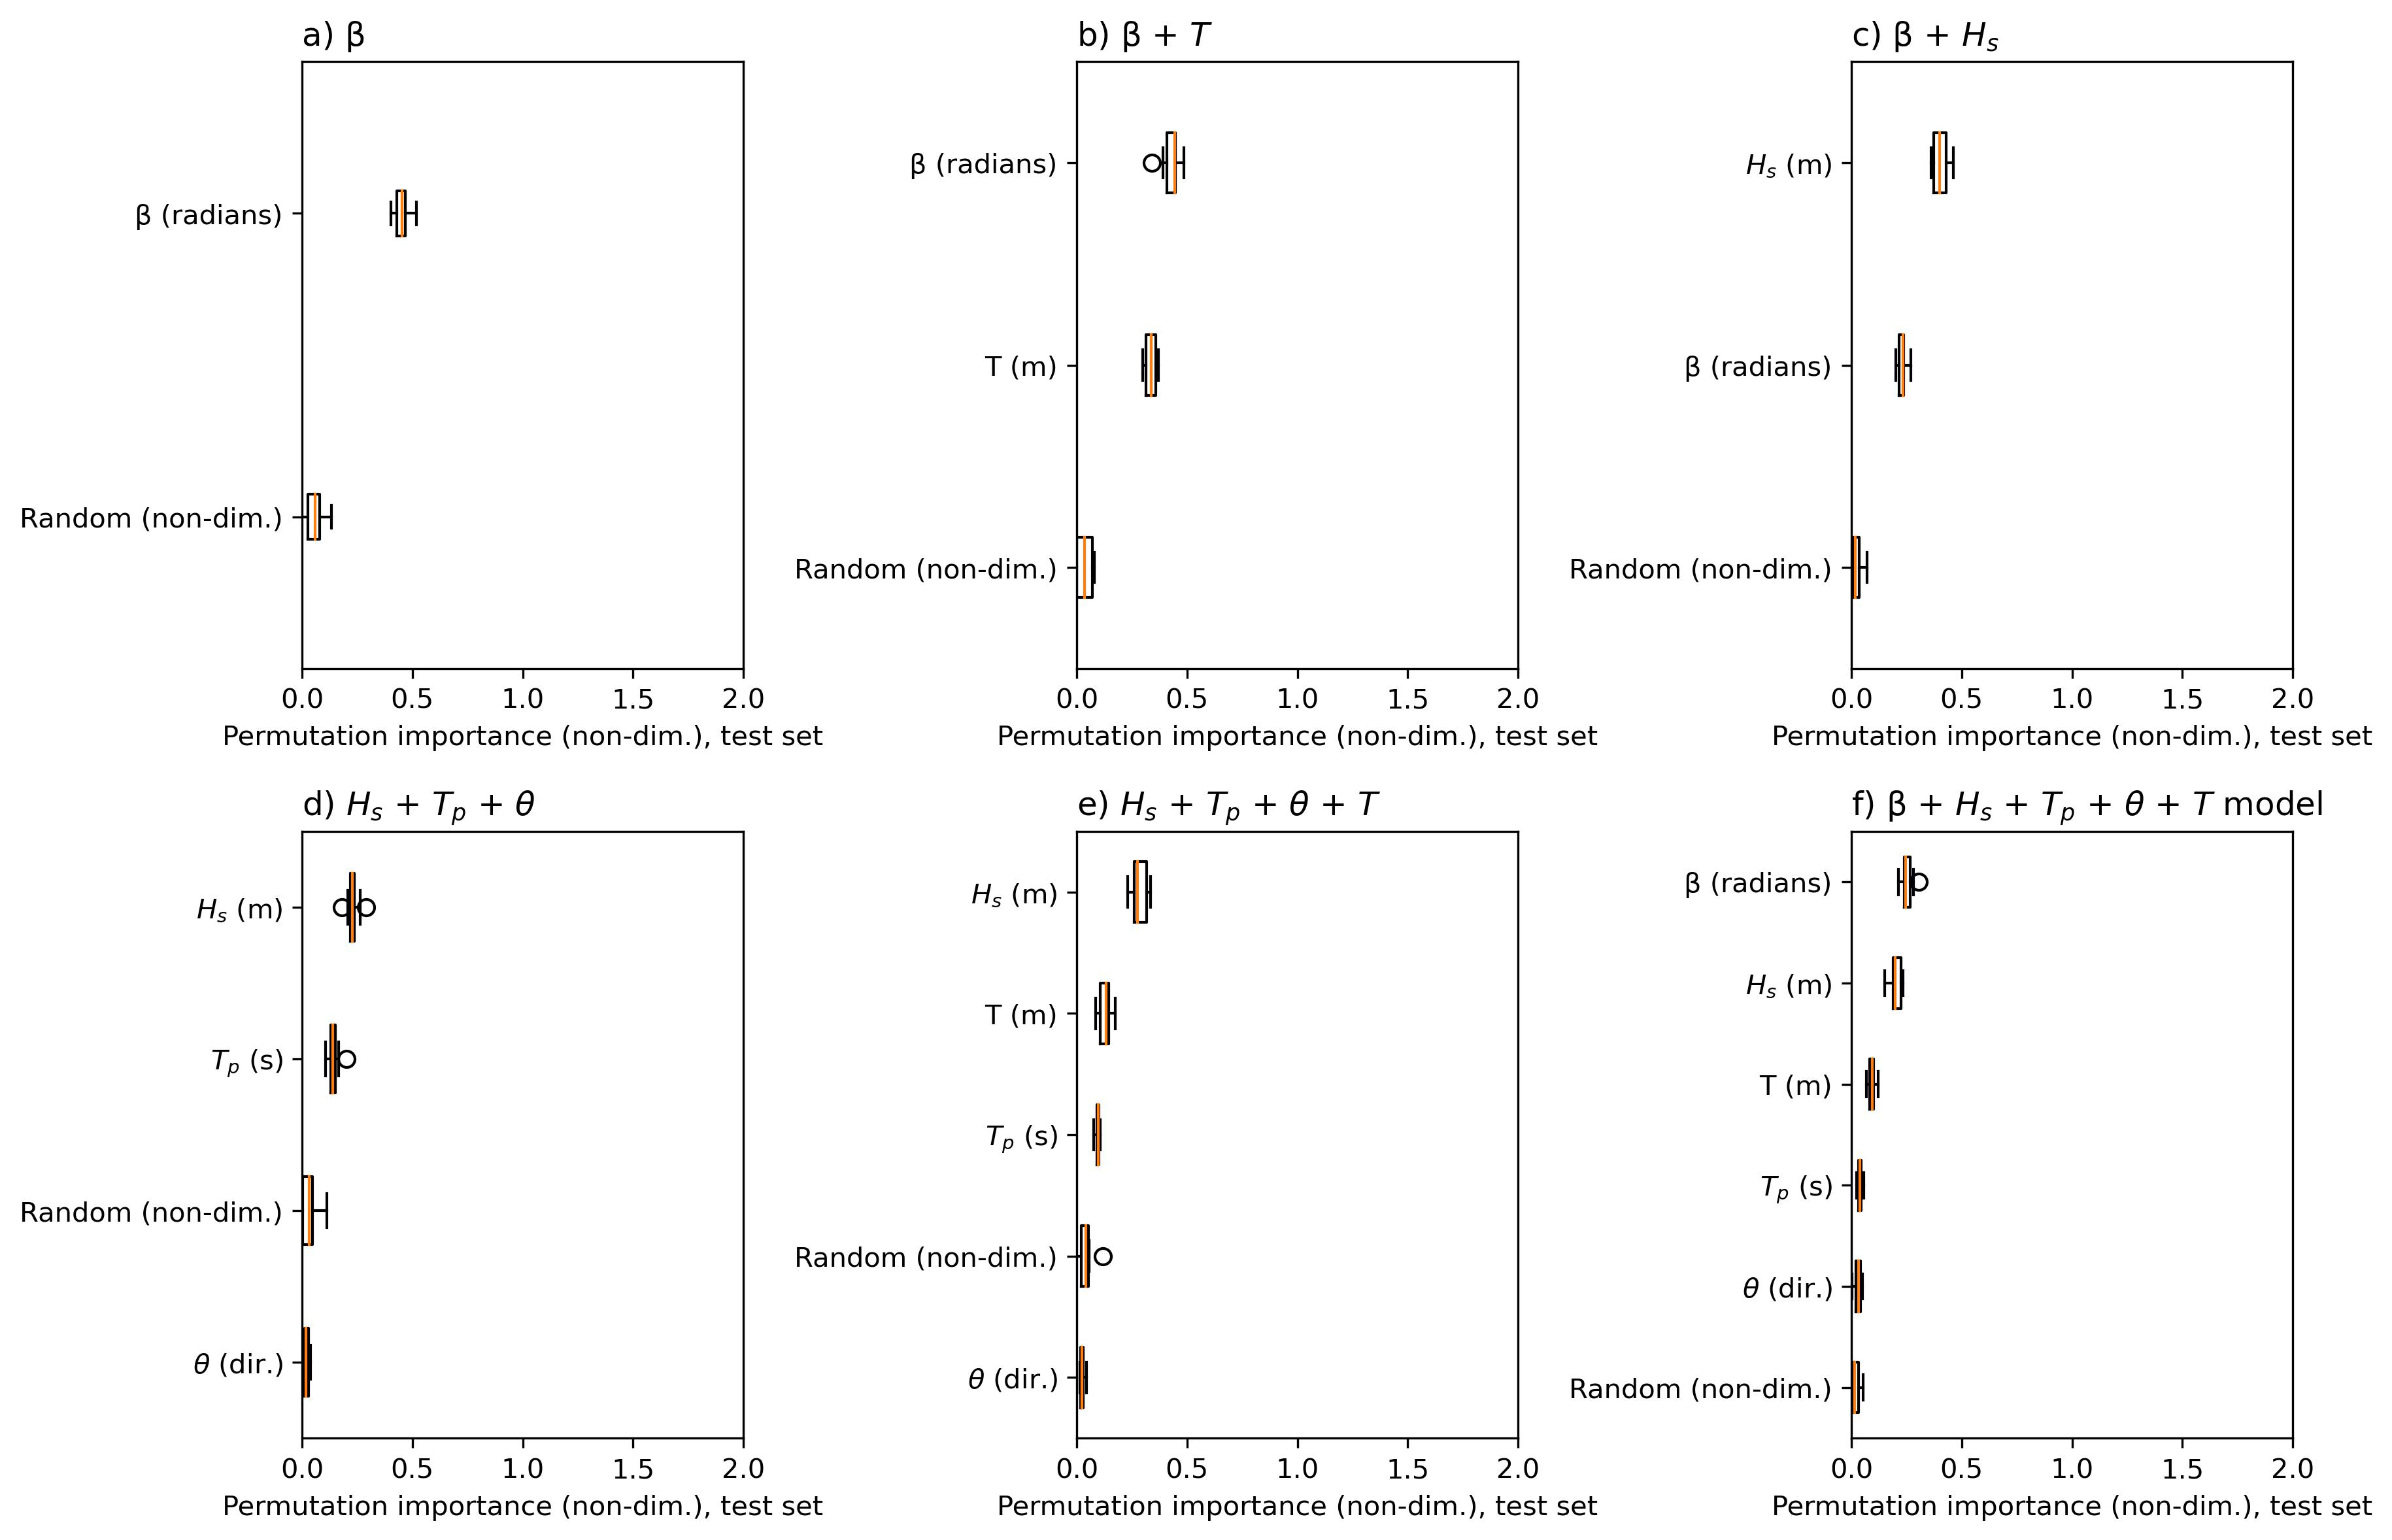 a) β
β (radians)
Random (non-dim.)
0.0 0.5 1.0 1.5 2.0
Permutation importance (non-dim.), test set
b) β + T
β (radians)
T (m)
Random (non-dim.)
0.0 0.5 1.0 1.5 2.0
Permutation importance (non-dim.), test set
c) β + Hs
Hs (m)
β (radians)
Random (non-dim.)
0.0 0.5 1.0 1.5 2.0
Permutation importance (non-dim.), test set
d) Hs + Tp + θ
Hs (m)
Tp (s)
Random (non-dim.)
θ (dir.)
0.0 0.5 1.0 1.5 2.0
Permutation importance (non-dim.), test set
e) Hs + Tp + θ + T
Hs (m)
T (m)
Tp (s)
Random (non-dim.)
θ (dir.)
0.0 0.5 1.0 1.5 2.0
Permutation importance (non-dim.), test set
f) β + Hs + Tp + θ + T model
β (radians)
Hs (m)
T (m)
Tp (s)
θ (dir.)
Random (non-dim.)
0.0 0.5 1.0 1.5 2.0
Permutation importance (non-dim.), test set